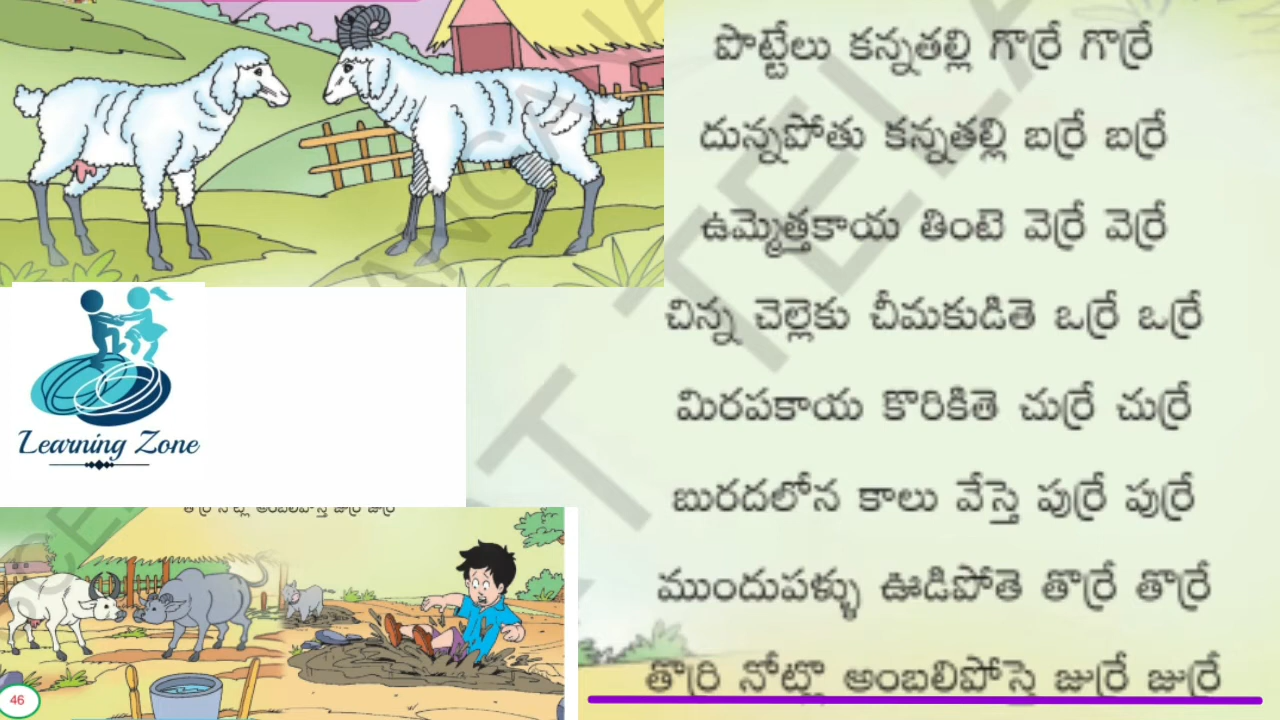 పొట్టేలు కన్నతల్లి గొర్రే గొర్రే
దున్నపోతు కన్నతల్లి బర్రే బర్రే
ఉమ్మెత్తకాయ తింటె వెర్రే వెర్రే
చిన్న చెల్లెకు చీమకుడితె ఒర్రే ఒర్రే
మిరపకాయ కొరికితె చుర్రే చుర్రే
బురదలోన కాలు వేస్తె పుర్రే పుర్రే
ముందుపళ్ళు ఊడిపోతె తొర్రే తొర్రే
తొర్రి నోట్లొ అంబలిపోస్తె జుర్రే జుర్రే
Learning Zone
46